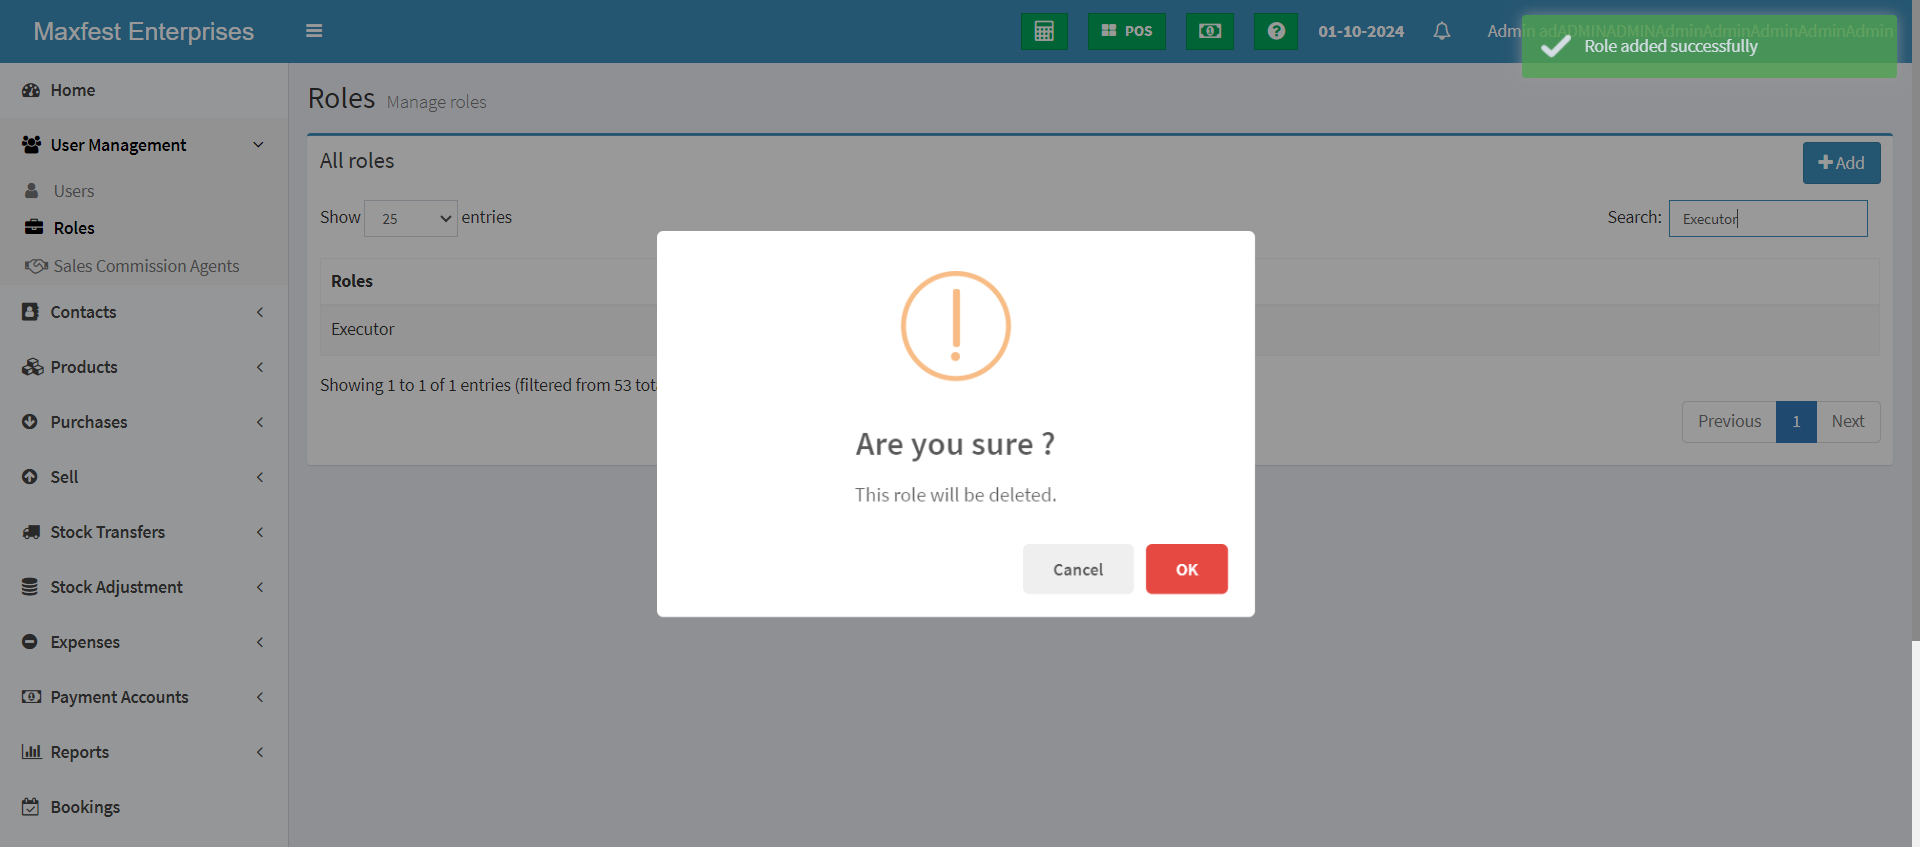 Maxfest Enterprises
POS
01-10-2024
Role added successfully
Home
User Management
Users
Roles
Sales Commission Agents
Contacts
Products
Purchases
Sell
Stock Transfers
Stock Adjustment
Expenses
Payment Accounts
Reports
Bookings
Roles Manage roles
All roles
Add
Show 25 entries
Search: Executor
Roles
Executor
Showing 1 to 1 of 1 entries (filtered from 53
Previous 1 Next
Are you sure ?
This role will be deleted.
Cancel OK